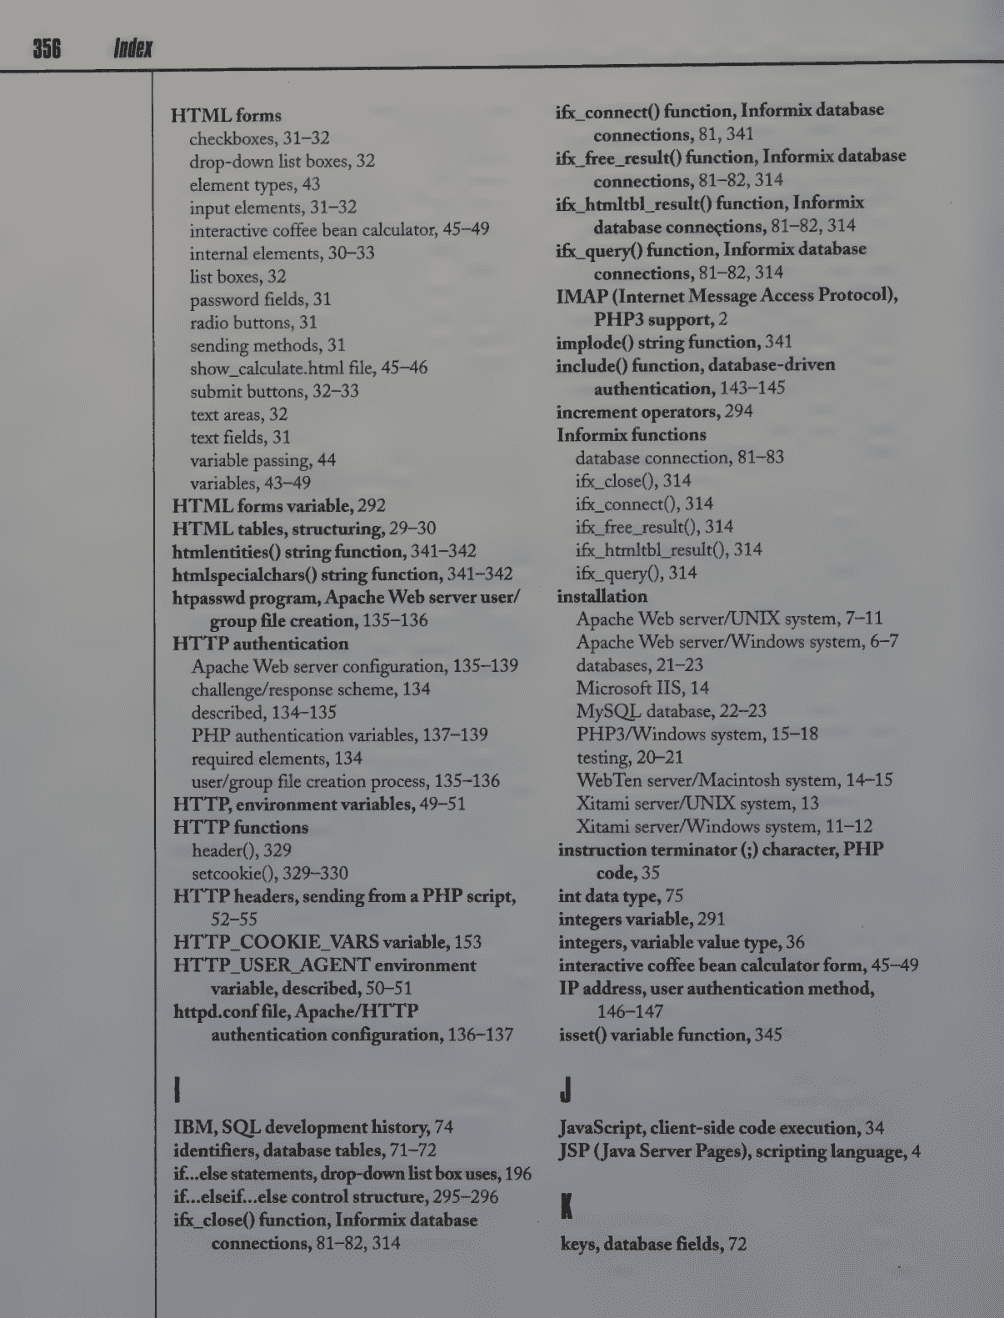 356 Index
HTML forms
checkboxes, 31–32
drop-down list boxes, 32
element types, 43
input elements, 31–32
interactive coffee bean calculator, 45–49
internal elements, 30–33
list boxes, 32
password fields, 31
radio buttons, 31
sending methods, 31
show_calculate.html file, 45–46
submit buttons, 32–33
text areas, 32
text fields, 31
variable passing, 44
variables, 43–49
HTML forms variable, 292
HTML tables, structuring, 29–30
htmlentities() string function, 341–342
htmlspecialchars() string function, 341–342
htpasswd program, Apache Web server user/
group file creation, 135–136
HTTP authentication
Apache Web server configuration, 135–139
challenge/response scheme, 134
described, 134–135
PHP authentication variables, 137–139
required elements, 134
user/group file creation process, 135–136
HTTP, environment variables, 49–51
HTTP functions
header(), 329
setcookie(), 329–330
HTTP headers, sending from a PHP script,
52–55
HTTP_COOKIE_VARS variable, 153
HTTP_USER_AGENT environment
variable, described, 50–51
httpd.conf file, Apache/HTTP
authentication configuration, 136–137
I
IBM, SQL development history, 74
identifiers, database tables, 71–72
if...else statements, drop-down list box uses, 196
if...elseif...else control structure, 295–296
ifx_close() function, Informix database
connections, 81–82, 314
ifx_connect() function, Informix database
connections, 81, 341
ifx_free_result() function, Informix database
connections, 81–82, 314
ifx_htmltbl_result() function, Informix
database connections, 81–82, 314
ifx_query() function, Informix database
connections, 81–82, 314
IMAP (Internet Message Access Protocol),
PHP3 support, 2
implode() string function, 341
include() function, database-driven
authentication, 143–145
increment operators, 294
Informix functions
database connection, 81–83
ifx_close(), 314
ifx_connect(), 314
ifx_free_result(), 314
ifx_htmltbl_result(), 314
ifx_query(), 314
installation
Apache Web server/UNIX system, 7–11
Apache Web server/Windows system, 6–7
databases, 21–23
Microsoft IIS, 14
MySQL database, 22–23
PHP3/Windows system, 15–18
testing, 20–21
WebTen server/Macintosh system, 14–15
Xitami server/UNIX system, 13
Xitami server/Windows system, 11–12
instruction terminator (;) character, PHP
code, 35
int data type, 75
integers variable, 291
integers, variable value type, 36
interactive coffee bean calculator form, 45–49
IP address, user authentication method,
146–147
isset() variable function, 345
J
JavaScript, client-side code execution, 34
JSP (Java Server Pages), scripting language, 4
K
keys, database fields, 72